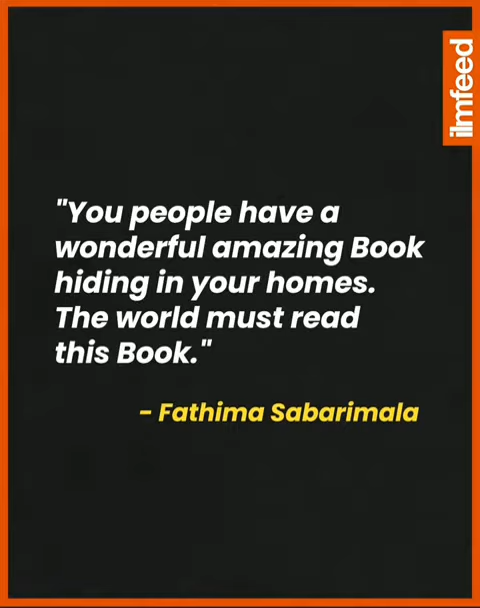 ilmfeed
"You people have a
wonderful amazing Book
hiding in your homes.
The world must read
this Book."
- Fathima Sabarimala